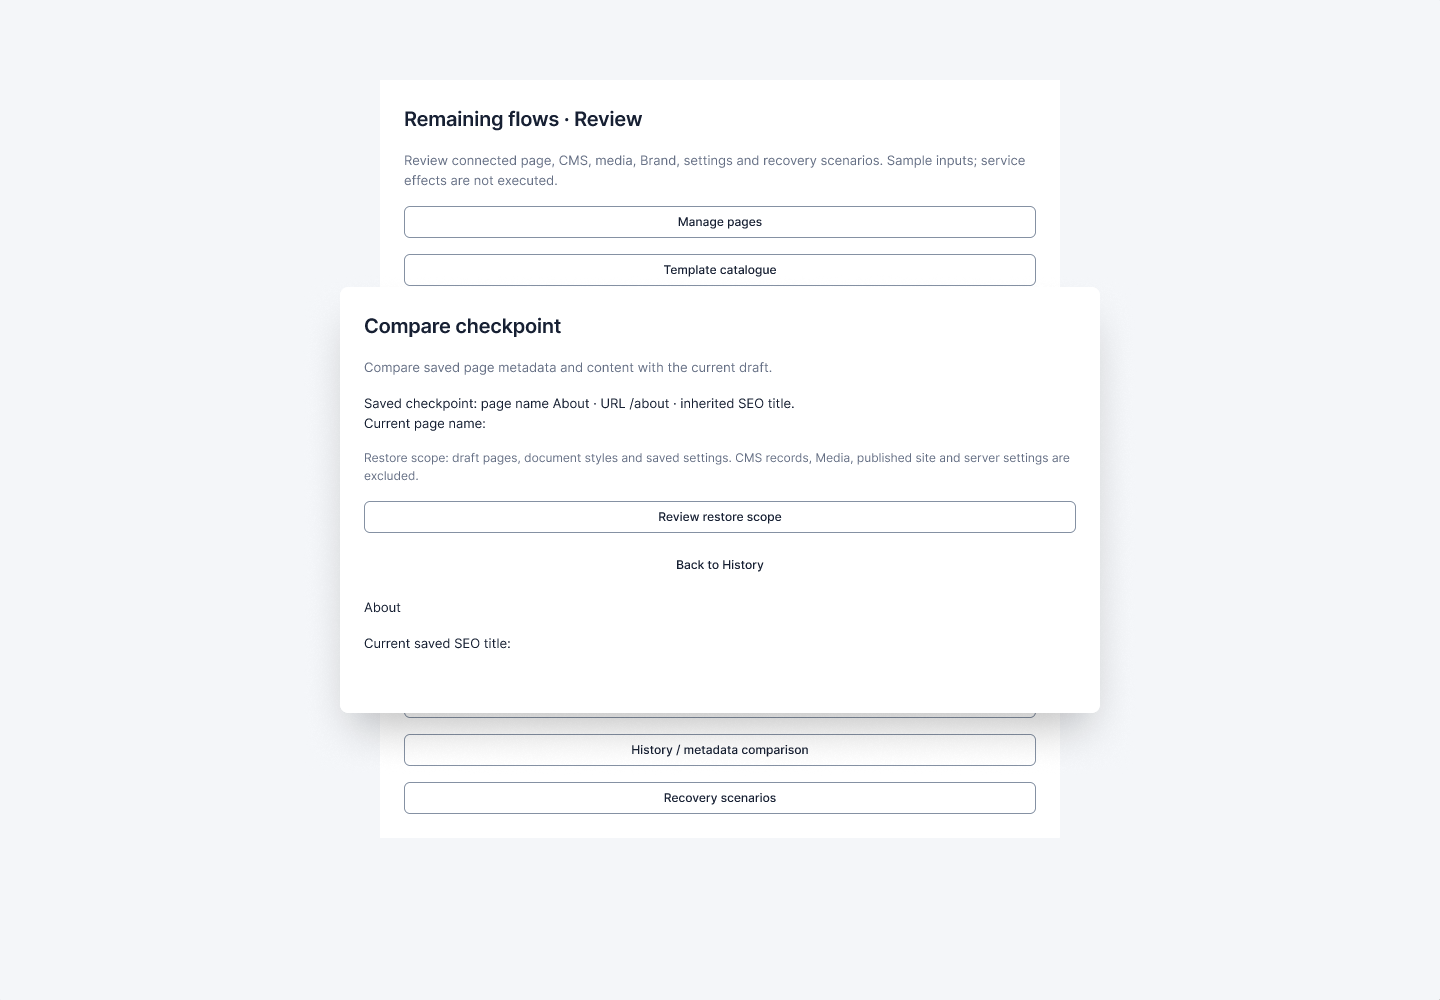 Remaining flows · Review
Review connected page, CMS, media, Brand, settings and recovery scenarios. Sample inputs; service
effects are not executed.
Manage pages
Template catalogue
Compare checkpoint
Compare saved page metadata and content with the current draft.
Saved checkpoint: page name About · URL /about · inherited SEO title.
Current page name:
Restore scope: draft pages, document styles and saved settings. CMS records, Media, published site and server settings are
excluded.
Review restore scope
Back to History
About
Current saved SEO title:
History / metadata comparison
Recovery scenarios